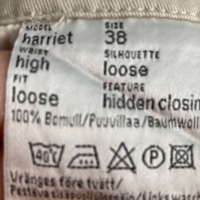 MODEL SIZE
harriet 38
WAIST SILHOUETTE
high loose
FIT FEATURE
loose hidden closin
100% Bomull/Puuvillaa/Baumwoll
40 P
Vränges före tvätt/